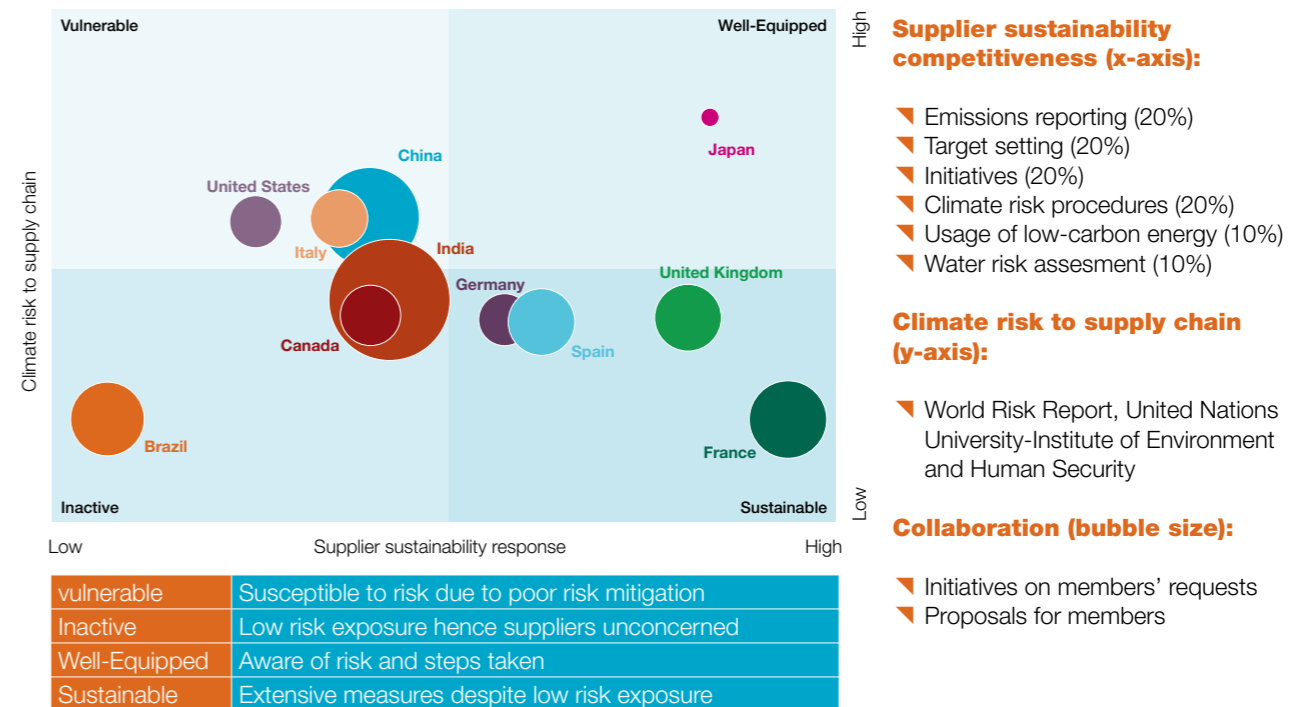 Vulnerable
Well-Equipped
High
Japan
China
United States
Italy
India
Climate risk to supply chain
United Kingdom
Germany
Canada
Spain
Brazil
France
Inactive
Sustainable
Low
Low
Supplier sustainability response
High
vulnerable Susceptible to risk due to poor risk mitigation
Inactive Low risk exposure hence suppliers unconcerned
Well-Equipped Aware of risk and steps taken
Sustainable Extensive measures despite low risk exposure
Supplier sustainability
competitiveness (x-axis):
Emissions reporting (20%)
Target setting (20%)
Initiatives (20%)
Climate risk procedures (20%)
Usage of low-carbon energy (10%)
Water risk assesment (10%)
Climate risk to supply chain
(y-axis):
World Risk Report, United Nations
University-Institute of Environment
and Human Security
Collaboration (bubble size):
Initiatives on members’ requests
Proposals for members